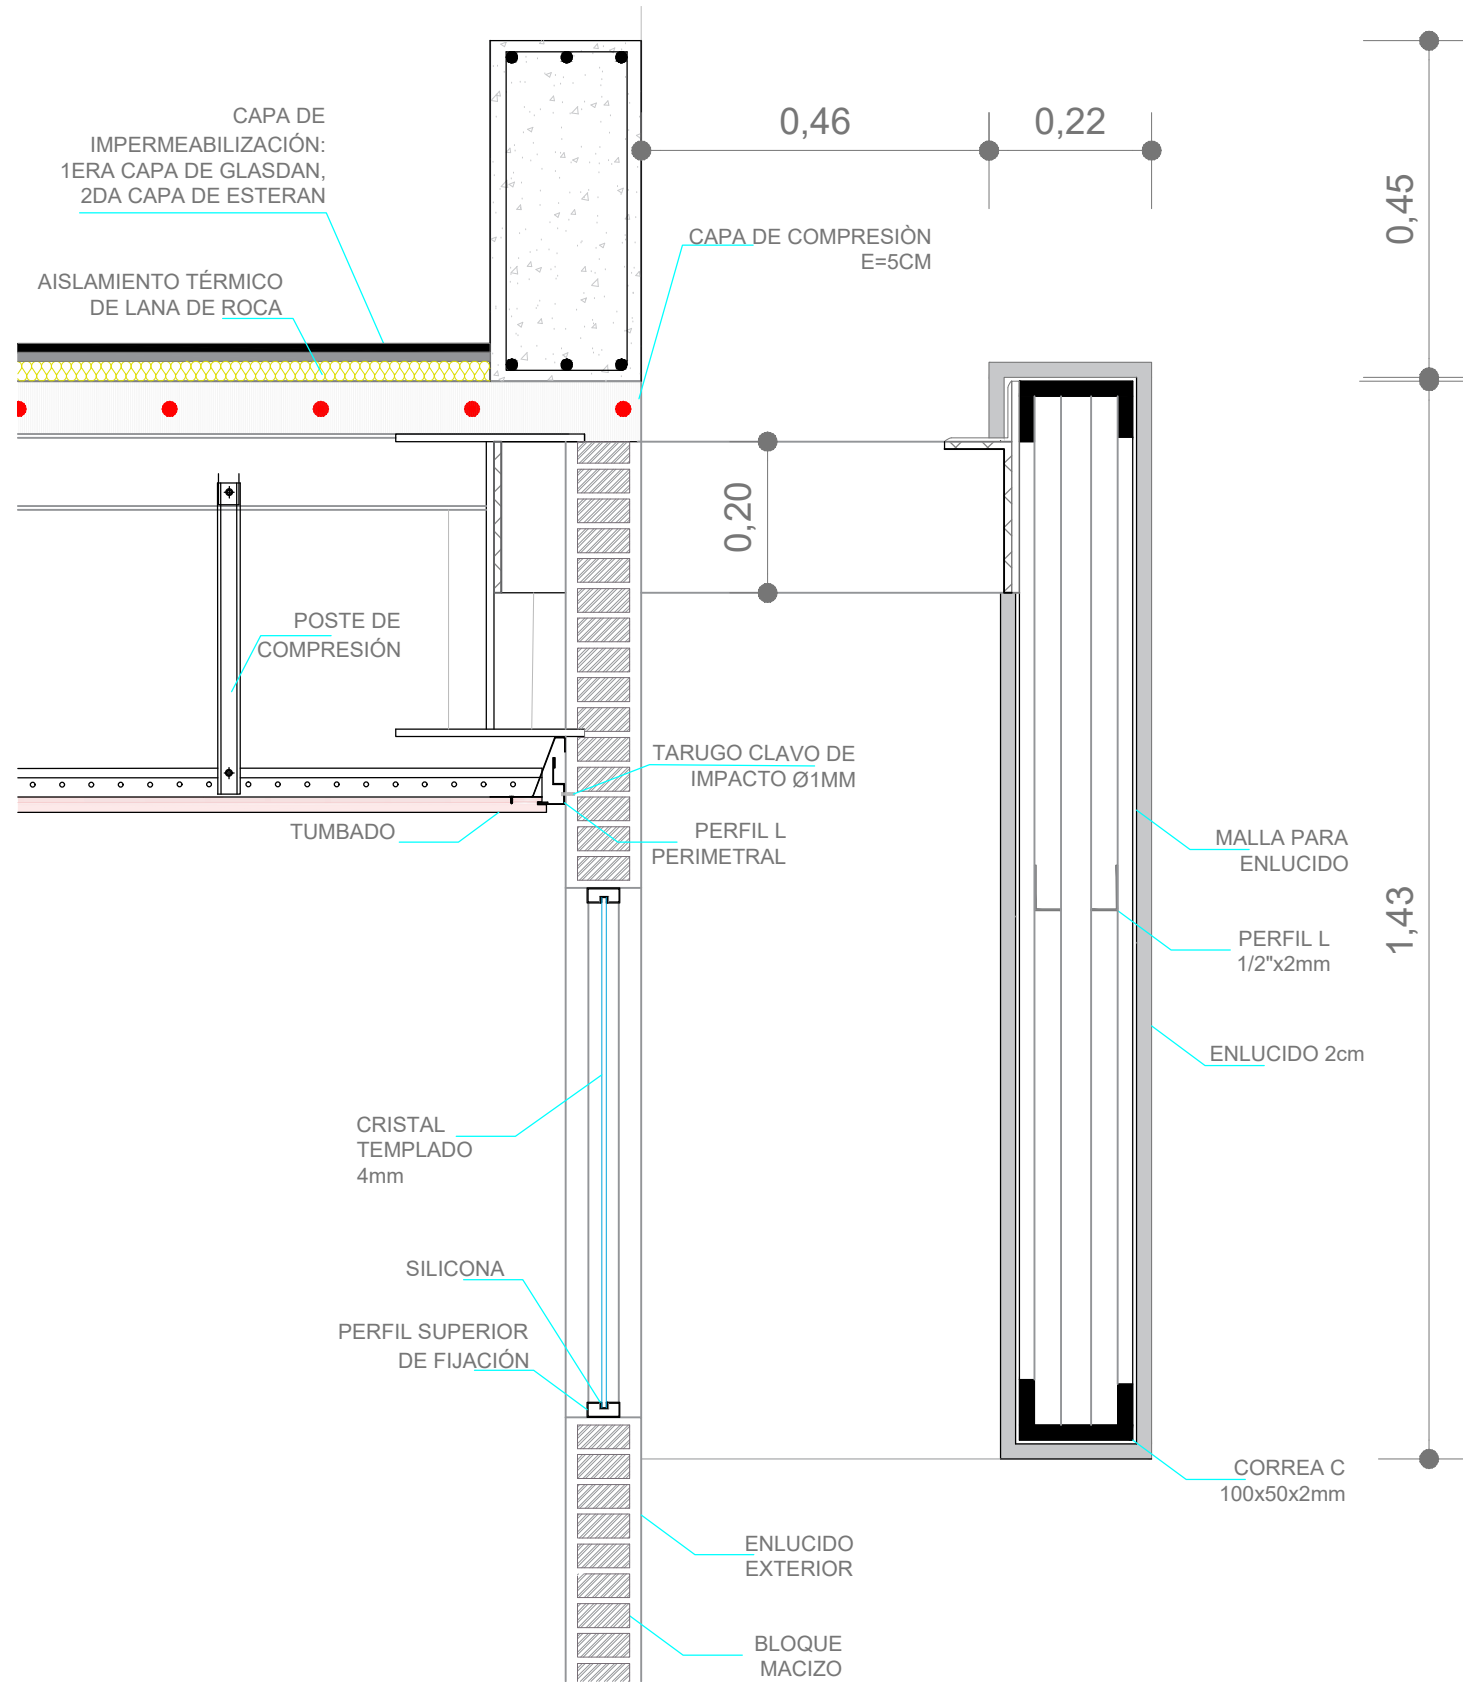 CAPA DE
IMPERMEABILIZACIÓN:
1ERA CAPA DE GLASDAN,
2DA CAPA DE ESTERAN
0,46
0,22
0,45
CAPA DE COMPRESIÒN
E=5CM
AISLAMIENTO TÉRMICO
DE LANA DE ROCA
0,20
POSTE DE
COMPRESIÓN
TARUGO CLAVO DE
IMPACTO Ø1MM
TUMBADO
PERFIL L
PERIMETRAL
MALLA PARA
ENLUCIDO
1,43
PERFIL L
1/2"x2mm
ENLUCIDO 2cm
CRISTAL
TEMPLADO
4mm
SILICONA
PERFIL SUPERIOR
DE FIJACIÓN
CORREA C
100x50x2mm
ENLUCIDO
EXTERIOR
BLOQUE
MACIZO